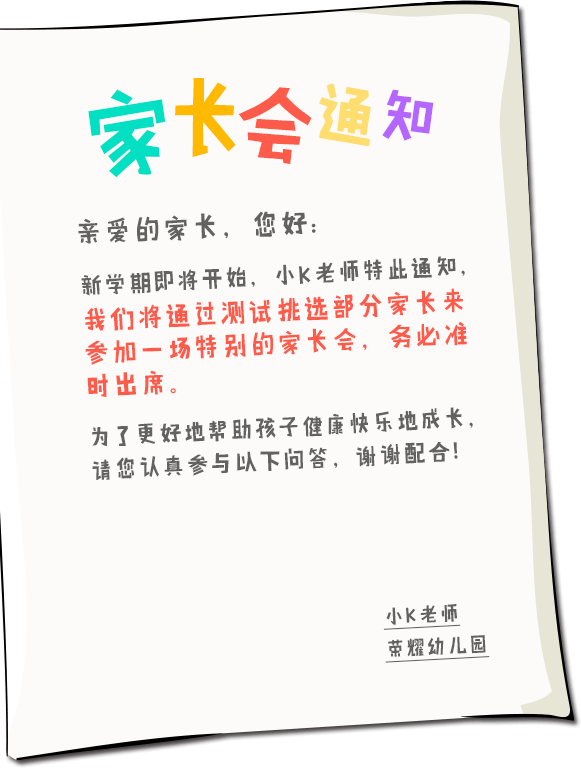 家长会通知
亲爱的家长，您好:
新学期即将开始，小K老师特此通知，
我们将通过测试挑选部分家长来
参加一场特别的家长会，务必准
时出席。
为了更好地帮助孩子健康快乐地成长，
请您认真参与以下问答，谢谢配合!
小K老师
荣耀幼儿园